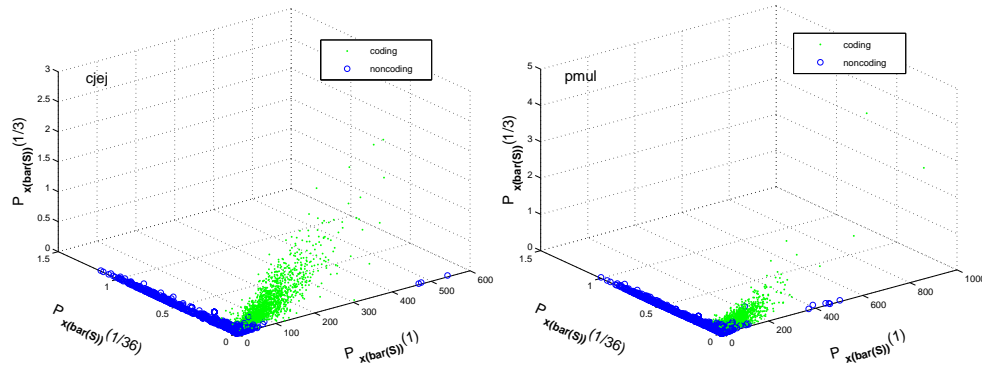 cjej
coding
noncoding
3
2.5
2
1.5
1
0.5
0
1.5
1
0.5
0
0
100
200
300
400
500
600
P x(bar(S))(1/3)
P x(bar(S))(1/36)
P x(bar(S))(1)
pmul
coding
noncoding
5
4
3
2
1
0
1.5
1
0.5
0
0
200
400
600
800
1000
P x(bar(S))(1/3)
P x(bar(S))(1/36)
P x(bar(S))(1)